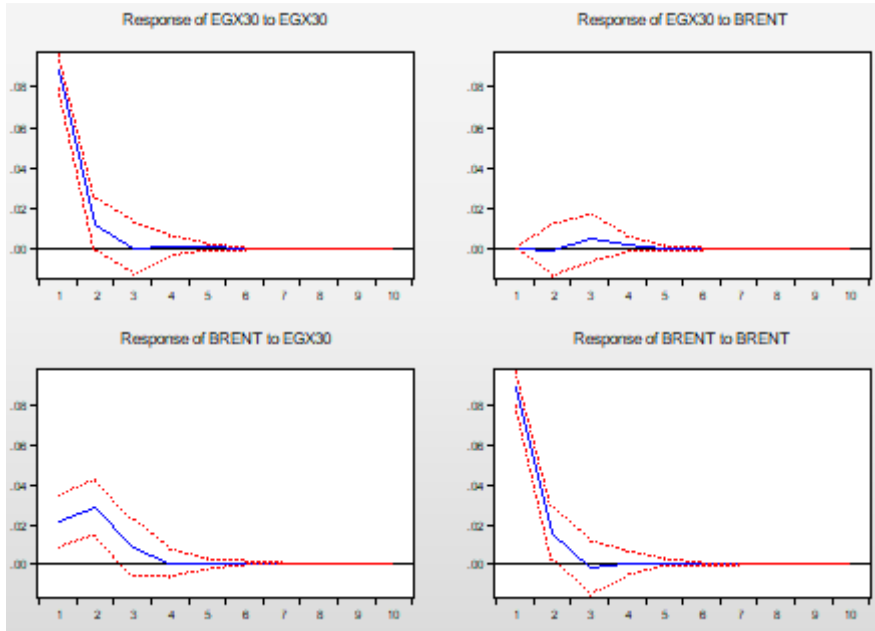 Response of EGX30 to EGX30
.08
.06
.04
.02
.00
1 2 3 4 5 6 7 8 9 10
Response of EGX30 to BRENT
.08
.06
.04
.02
.00
1 2 3 4 5 6 7 8 9 10
Response of BRENT to EGX30
.08
.06
.04
.02
.00
1 2 3 4 5 6 7 8 9 10
Response of BRENT to BRENT
.08
.06
.04
.02
.00
1 2 3 4 5 6 7 8 9 10